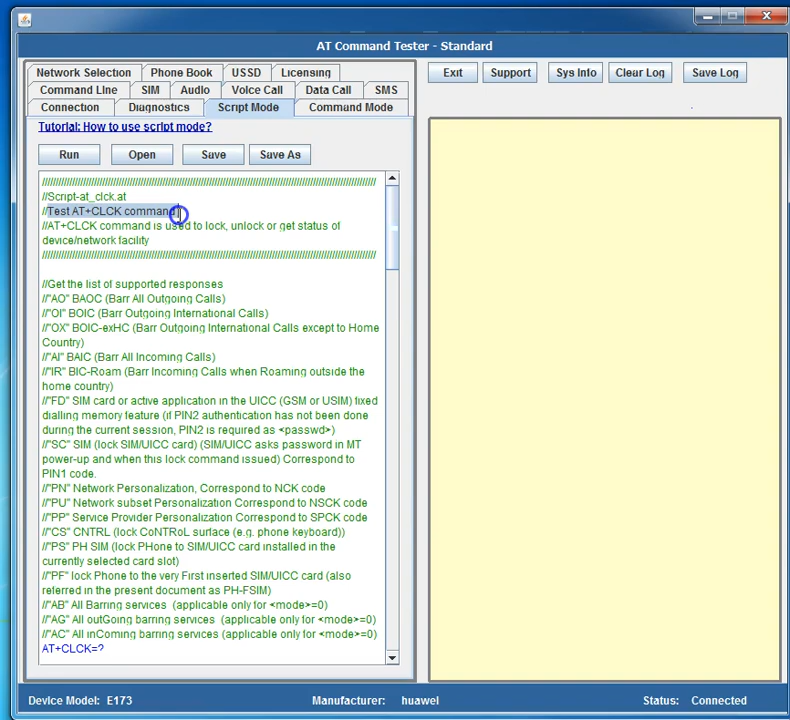 AT Command Tester - Standard
Network Selection Phone Book USSD Licensing
Command Line SIM Audio Voice Call Data Call SMS
Connection Diagnostics Script Mode Command Mode
Exit Support Sys Info Clear Log Save Log
Tutorial: How to use script mode?
Run Open Save Save As
////////////////////////////////////////////////////////////////////////////////////////////////
//Script-at_clck.at
//Test AT+CLCK command
//AT+CLCK command is used to lock, unlock or get status of
device/network facility
////////////////////////////////////////////////////////////////////////////////////////////////
//Get the list of supported responses
//"AO" BAOC (Barr All Outgoing Calls)
//"OI" BOIC (Barr Outgoing International Calls)
//"OX" BOIC-exHC (Barr Outgoing International Calls except to Home
Country)
//"AI" BAIC (Barr All Incoming Calls)
//"IR" BIC-Roam (Barr Incoming Calls when Roaming outside the
home country)
//"FD" SIM card or active application in the UICC (GSM or USIM) fixed
dialling memory feature (if PIN2 authentication has not been done
during the current session, PIN2 is required as <passwd>)
//"SC" SIM (lock SIM/UICC card) (SIM/UICC asks password in MT
power-up and when this lock command issued) Correspond to
PIN1 code.
//"PN" Network Personalization, Correspond to NCK code
//"PU" Network subset Personalization Correspond to NSCK code
//"PP" Service Provider Personalization Correspond to SPCK code
//"CS" CNTRL (lock CoNTRoL surface (e.g. phone keyboard))
//"PS" PH SIM (lock PHone to SIM/UICC card installed in the
currently selected card slot)
//"PF" lock Phone to the very First inserted SIM/UICC card (also
referred in the present document as PH-FSIM)
//"AB" All Barring services (applicable only for <mode>=0)
//"AG" All outGoing barring services (applicable only for <mode>=0)
//"AC" All inComing barring services (applicable only for <mode>=0)
AT+CLCK=?
Device Model: E173 Manufacturer: huawei Status: Connected